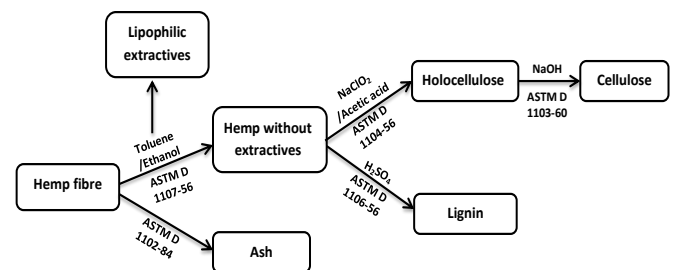 Lipophilic
extractives
Toluene
/Ethanol
ASTM D
1107-56
Hemp fibre
ASTM D
1102-84
Ash
Hemp without
extractives
NaClO₂
/Acetic acid
ASTM D
1104-56
Holocellulose
NaOH
ASTM D
1103-60
Cellulose
H₂SO₄
ASTM D
1106-56
Lignin